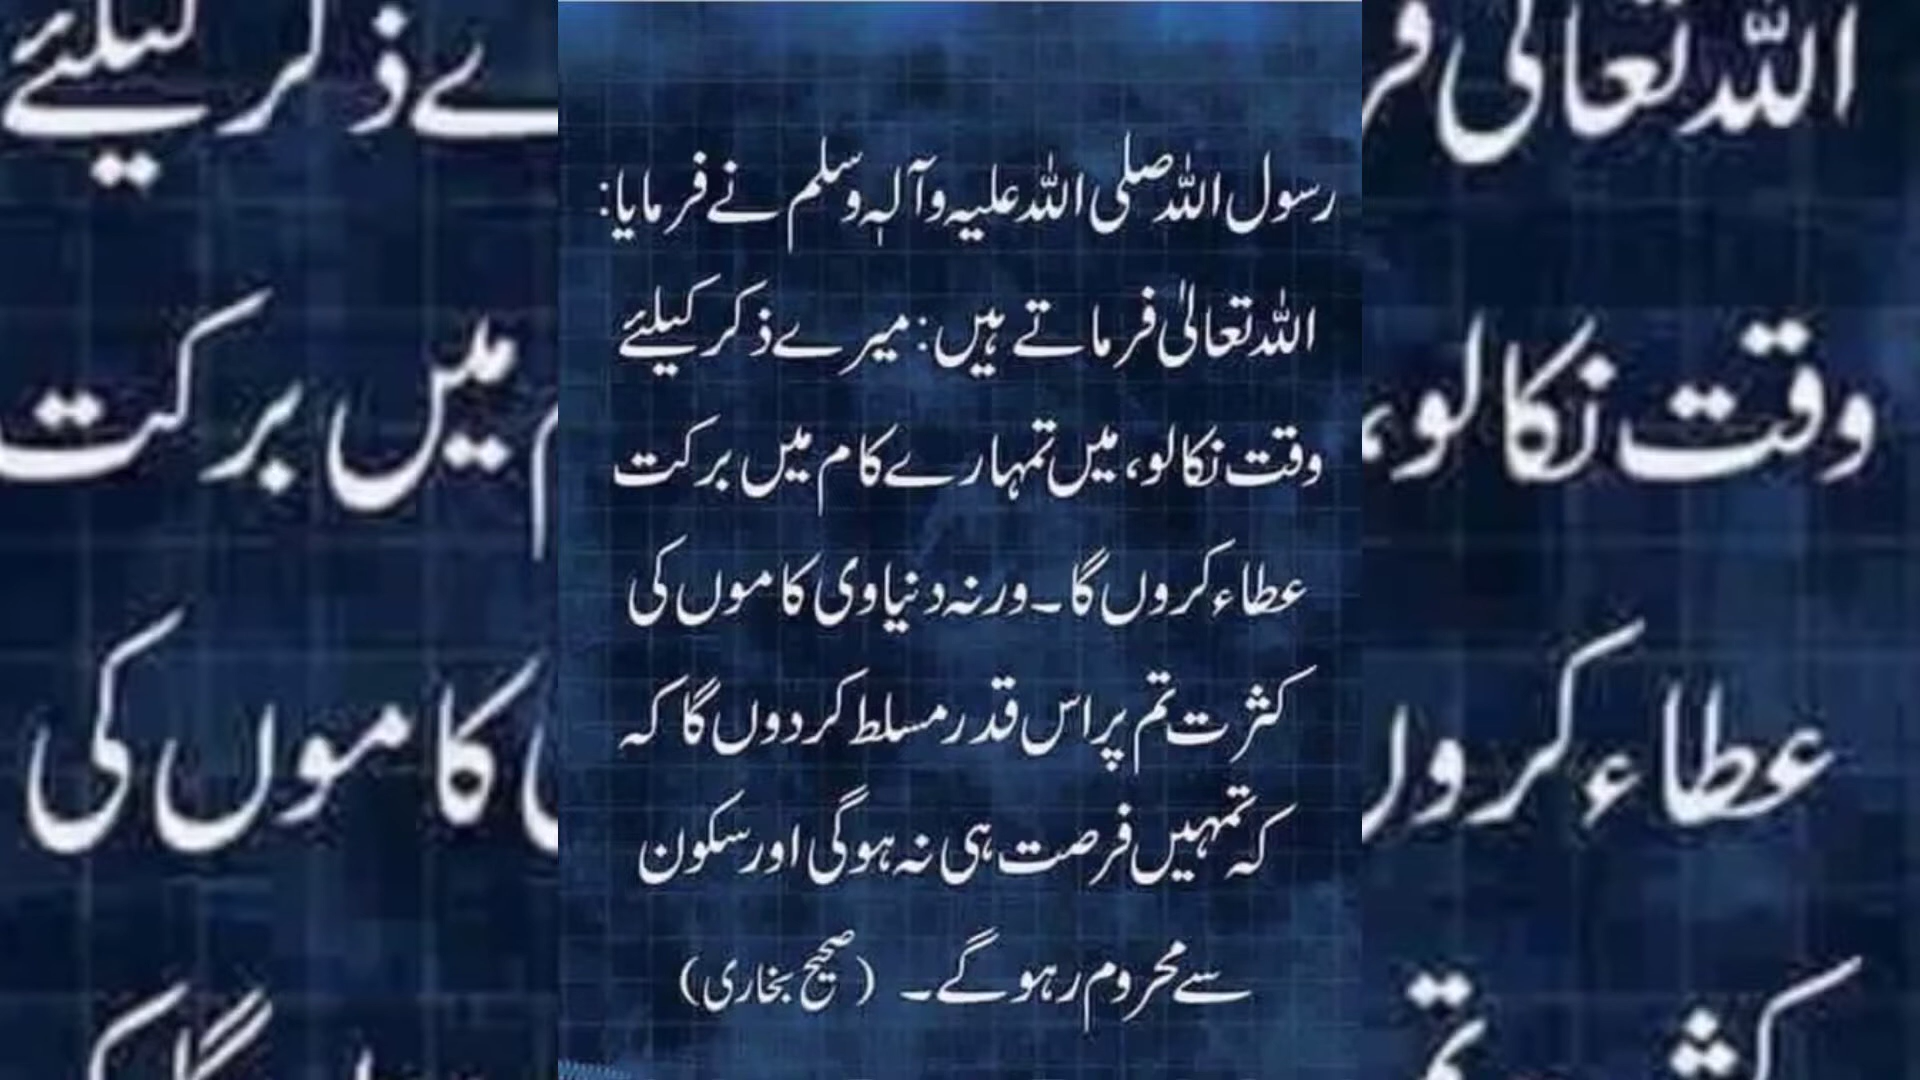 رسول اللہ صلی اللہ علیہ وآلہٖ وسلم نے فرمایا:
اللہ تعالیٰ فرماتے ہیں: میرے ذکر کیلئے
وقت نکالو، میں تمہارے کام میں برکت
عطاء کروں گا۔ ورنہ دنیاوی کاموں کی
کثرت تم پر اس قدر مسلط کردوں گا کہ
کہ تمہیں فرصت ہی نہ ہوگی اور سکون
سے محروم رہو گے۔ (صحیح بخاری)